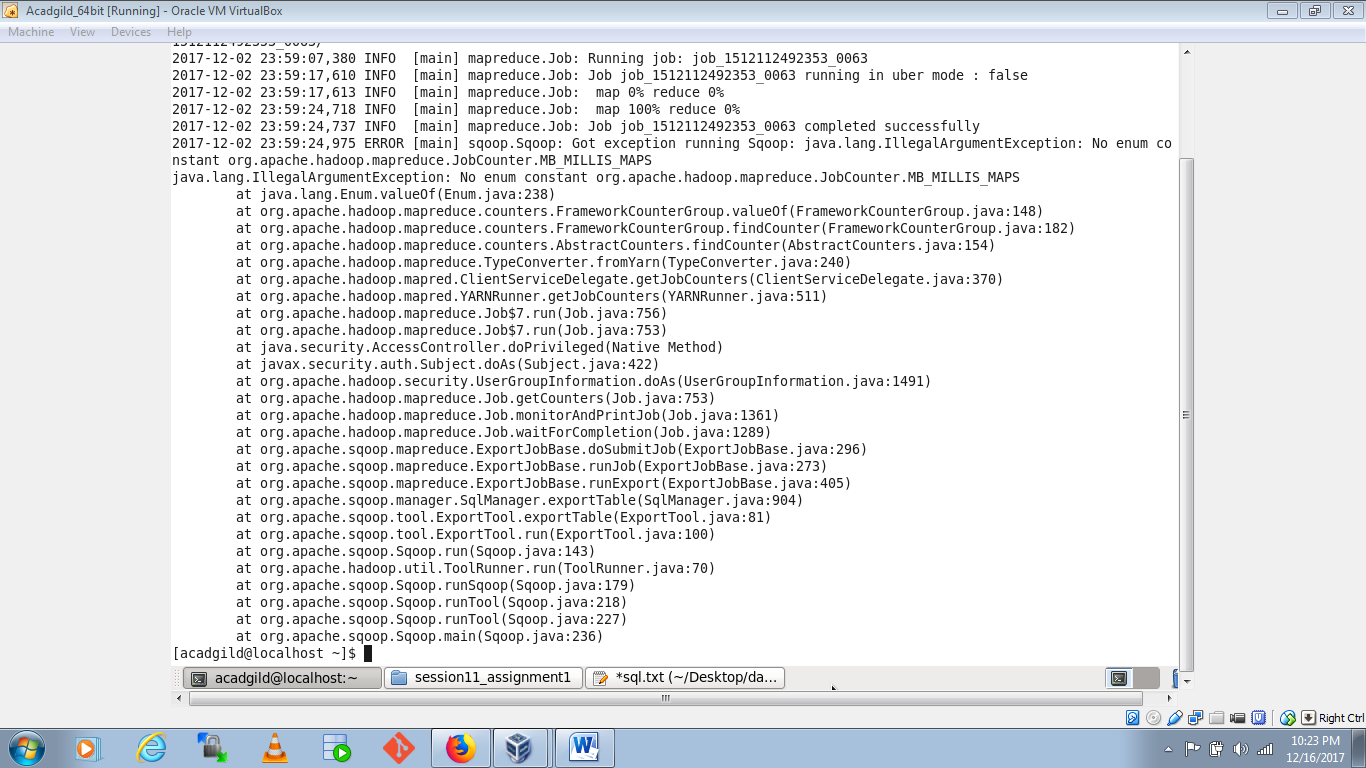 Acadgild_64bit [Running] - Oracle VM VirtualBox
Machine View Devices Help
1512112492353_0063/
2017-12-02 23:59:07,380 INFO  [main] mapreduce.Job: Running job: job_1512112492353_0063
2017-12-02 23:59:17,610 INFO  [main] mapreduce.Job: Job job_1512112492353_0063 running in uber mode : false
2017-12-02 23:59:17,613 INFO  [main] mapreduce.Job:  map 0% reduce 0%
2017-12-02 23:59:24,718 INFO  [main] mapreduce.Job:  map 100% reduce 0%
2017-12-02 23:59:24,737 INFO  [main] mapreduce.Job: Job job_1512112492353_0063 completed successfully
2017-12-02 23:59:24,975 ERROR [main] sqoop.Sqoop: Got exception running Sqoop: java.lang.IllegalArgumentException: No enum co
nstant org.apache.hadoop.mapreduce.JobCounter.MB_MILLIS_MAPS
java.lang.IllegalArgumentException: No enum constant org.apache.hadoop.mapreduce.JobCounter.MB_MILLIS_MAPS
at java.lang.Enum.valueOf(Enum.java:238)
at org.apache.hadoop.mapreduce.counters.FrameworkCounterGroup.valueOf(FrameworkCounterGroup.java:148)
at org.apache.hadoop.mapreduce.counters.FrameworkCounterGroup.findCounter(FrameworkCounterGroup.java:182)
at org.apache.hadoop.mapreduce.counters.AbstractCounters.findCounter(AbstractCounters.java:154)
at org.apache.hadoop.mapreduce.TypeConverter.fromYarn(TypeConverter.java:240)
at org.apache.hadoop.mapred.ClientServiceDelegate.getJobCounters(ClientServiceDelegate.java:370)
at org.apache.hadoop.mapred.YARNRunner.getJobCounters(YARNRunner.java:511)
at org.apache.hadoop.mapreduce.Job$7.run(Job.java:756)
at org.apache.hadoop.mapreduce.Job$7.run(Job.java:753)
at java.security.AccessController.doPrivileged(Native Method)
at javax.security.auth.Subject.doAs(Subject.java:422)
at org.apache.hadoop.security.UserGroupInformation.doAs(UserGroupInformation.java:1491)
at org.apache.hadoop.mapreduce.Job.getCounters(Job.java:753)
at org.apache.hadoop.mapreduce.Job.monitorAndPrintJob(Job.java:1361)
at org.apache.hadoop.mapreduce.Job.waitForCompletion(Job.java:1289)
at org.apache.sqoop.mapreduce.ExportJobBase.doSubmitJob(ExportJobBase.java:296)
at org.apache.sqoop.mapreduce.ExportJobBase.runJob(ExportJobBase.java:273)
at org.apache.sqoop.mapreduce.ExportJobBase.runExport(ExportJobBase.java:405)
at org.apache.sqoop.manager.SqlManager.exportTable(SqlManager.java:904)
at org.apache.sqoop.tool.ExportTool.exportTable(ExportTool.java:81)
at org.apache.sqoop.tool.ExportTool.run(ExportTool.java:100)
at org.apache.sqoop.Sqoop.run(Sqoop.java:143)
at org.apache.hadoop.util.ToolRunner.run(ToolRunner.java:70)
at org.apache.sqoop.Sqoop.runSqoop(Sqoop.java:179)
at org.apache.sqoop.Sqoop.runTool(Sqoop.java:218)
at org.apache.sqoop.Sqoop.runTool(Sqoop.java:227)
at org.apache.sqoop.Sqoop.main(Sqoop.java:236)
[acadgild@localhost ~]$
acadgild@localhost:~ session11_assignment1 *sql.txt (~/Desktop/da...
Right Ctrl
10:23 PM
12/16/2017